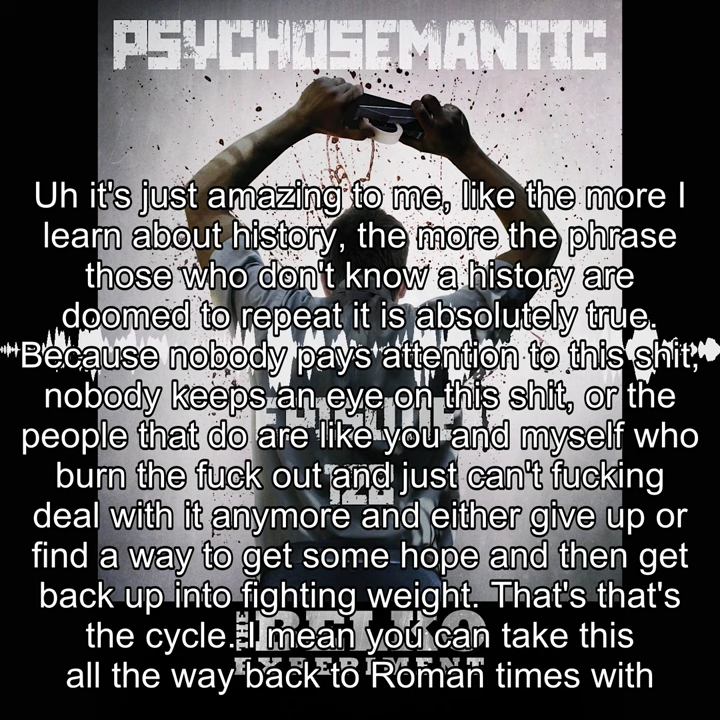 PSYCHOSEMANTIC
Uh it's just amazing to me, like the more I
learn about history, the more the phrase
those who don't know a history are
doomed to repeat it is absolutely true.
Because nobody pays attention to this shit,
nobody keeps an eye on this shit, or the
people that do are like you and myself who
burn the fuck out and just can't fucking
deal with it anymore and either give up or
find a way to get some hope and then get
back up into fighting weight. That's that's
the cycle. I mean you can take this
all the way back to Roman times with
THE BELKO
EXPERIMENT